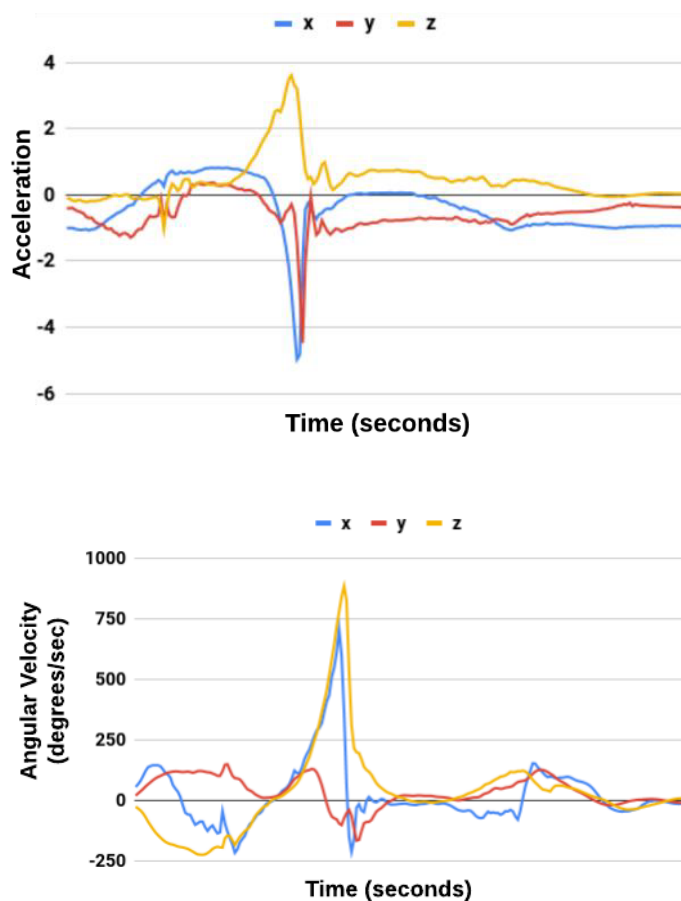 x y z
4
2
0
-2
-4
-6
Acceleration
Time (seconds)
x y z
1000
750
500
250
0
-250
Angular Velocity
(degrees/sec)
Time (seconds)